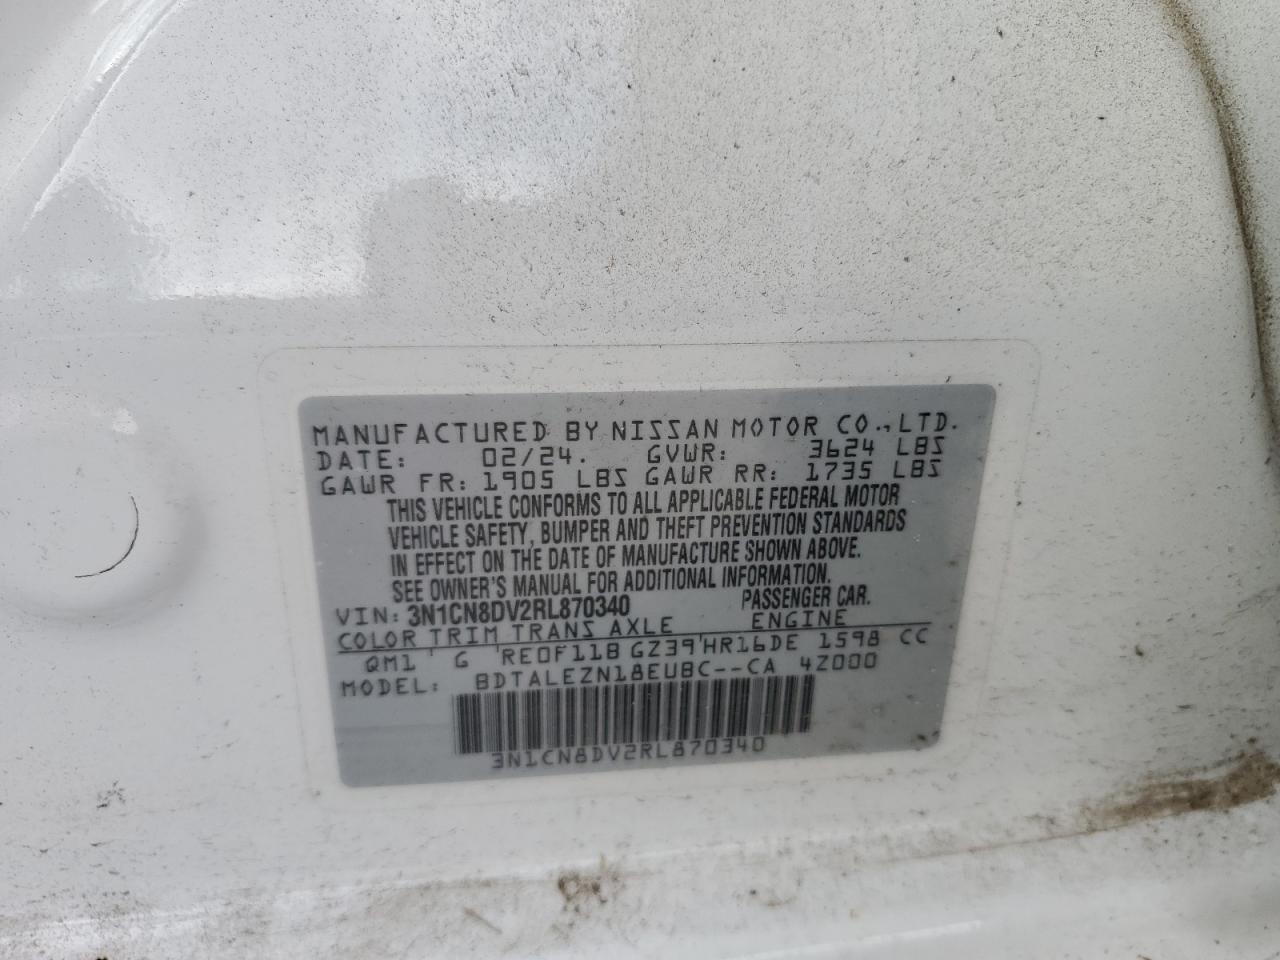 MANUFACTURED BY NISSAN MOTOR CO., LTD.
DATE: 02/24. GVWR: 3624 LBS
GAWR FR: 1905 LBS GAWR RR: 1735 LBS
THIS VEHICLE CONFORMS TO ALL APPLICABLE FEDERAL MOTOR
VEHICLE SAFETY, BUMPER AND THEFT PREVENTION STANDARDS
IN EFFECT ON THE DATE OF MANUFACTURE SHOWN ABOVE.
SEE OWNER'S MANUAL FOR ADDITIONAL INFORMATION.
VIN: 3N1CN8DV2RL870340 PASSENGER CAR.
COLOR TRIM TRANS AXLE ENGINE
QM1 ' G 'RE0F11B GZ39'HR16DE 1598 CC
MODEL: BDTALEZN18EUBC--CA 4Z000
3N1CN8DV2RL870340